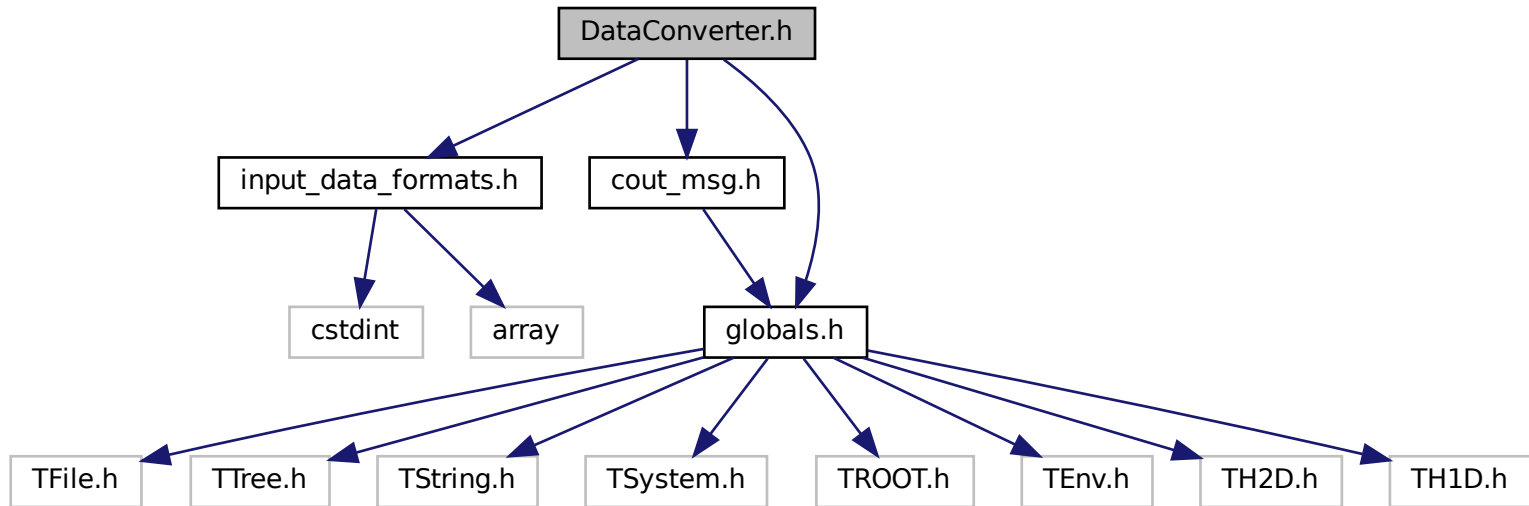 DataConverter.h
input_data_formats.h
cout_msg.h
cstdint
array
globals.h
TFile.h
TTree.h
TString.h
TSystem.h
TROOT.h
TEnv.h
TH2D.h
TH1D.h